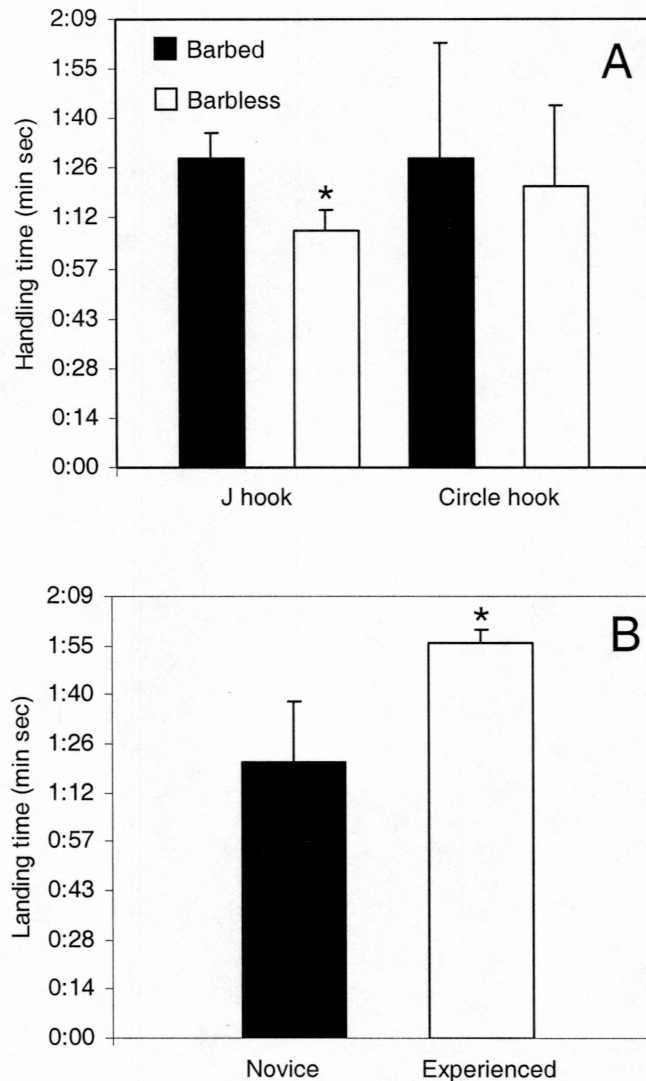 2:09
1:55
1:40
1:26
1:12
0:57
0:43
0:28
0:14
0:00
Handling time (min sec)
Barbed
Barbless
A
*
J hook
Circle hook
2:09
1:55
1:40
1:26
1:12
0:57
0:43
0:28
0:14
0:00
Landing time (min sec)
B
*
Novice
Experienced